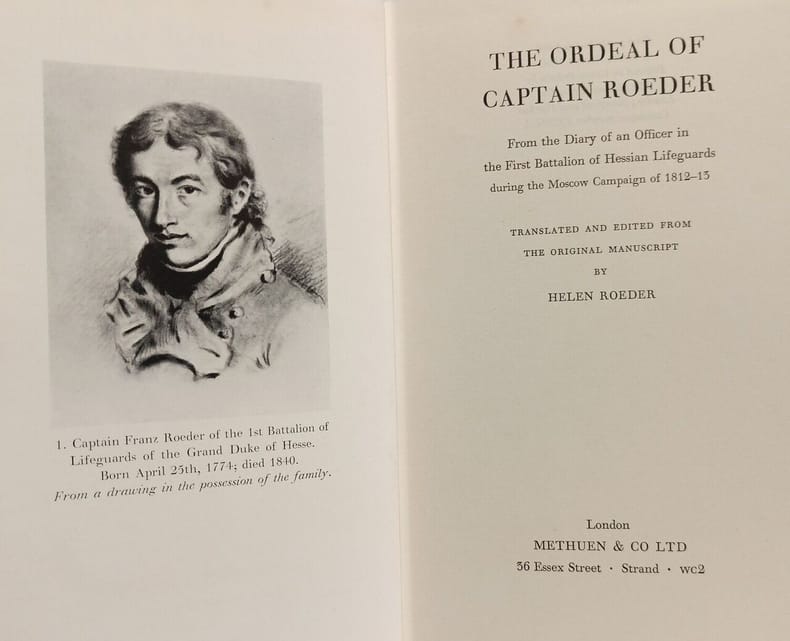 1. Captain Franz Roeder of the 1st Battalion of
Lifeguards of the Grand Duke of Hesse.
Born April 25th, 1774; died 1840.
From a drawing in the possession of the family.
THE ORDEAL OF
CAPTAIN ROEDER
From the Diary of an Officer in
the First Battalion of Hessian Lifeguards
during the Moscow Campaign of 1812–13
TRANSLATED AND EDITED FROM
THE ORIGINAL MANUSCRIPT
BY
HELEN ROEDER
London
METHUEN & CO LTD
36 Essex Street · Strand · WC2